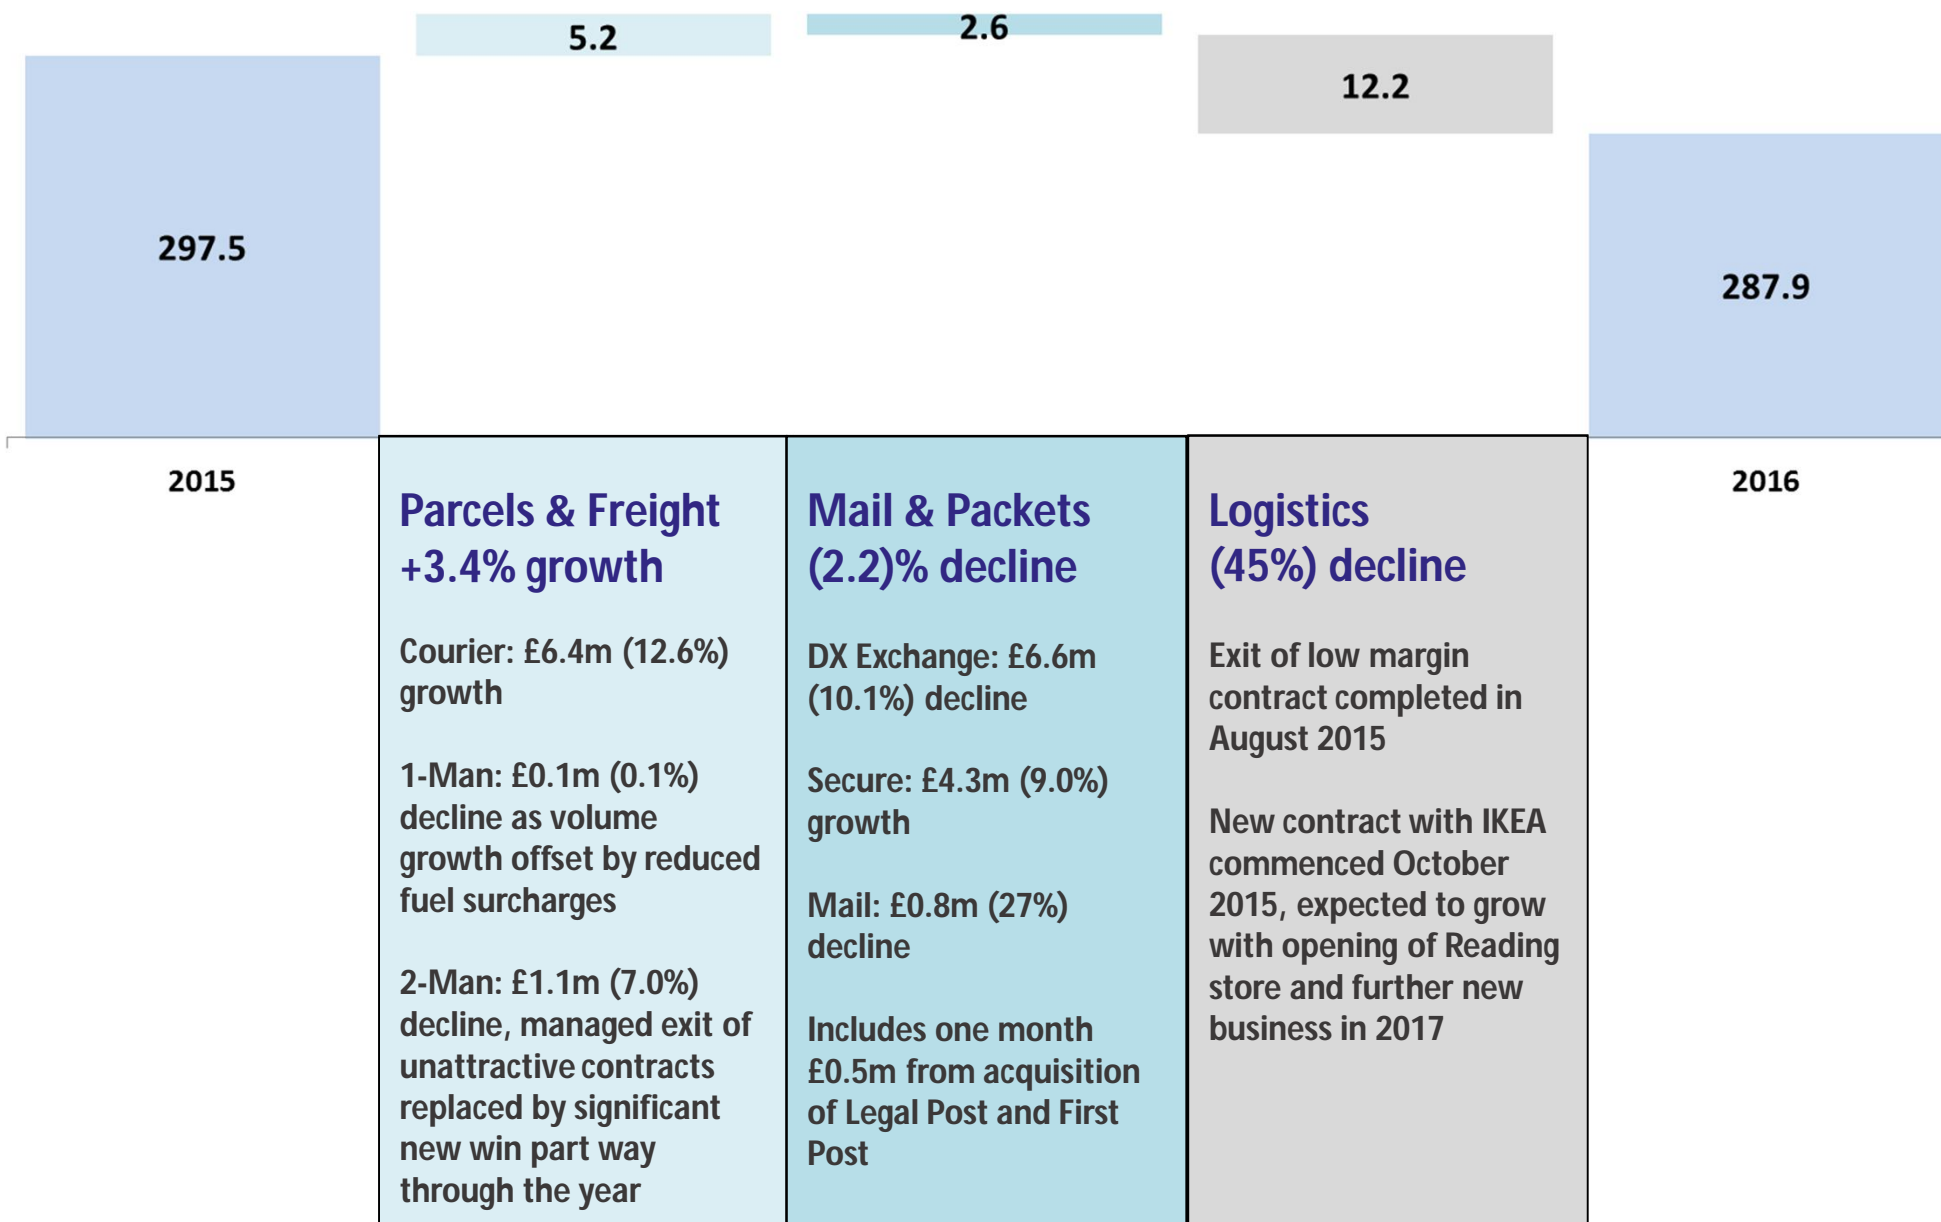 5.2
2.6
12.2
297.5
287.9
2015
2016
Parcels & Freight
+3.4% growth
Courier: £6.4m (12.6%)
growth
1-Man: £0.1m (0.1%)
decline as volume
growth offset by reduced
fuel surcharges
2-Man: £1.1m (7.0%)
decline, managed exit of
unattractive contracts
replaced by significant
new win part way
through the year
Mail & Packets
(2.2)% decline
DX Exchange: £6.6m
(10.1%) decline
Secure: £4.3m (9.0%)
growth
Mail: £0.8m (27%)
decline
Includes one month
£0.5m from acquisition
of Legal Post and First
Post
Logistics
(45%) decline
Exit of low margin
contract completed in
August 2015
New contract with IKEA
commenced October
2015, expected to grow
with opening of Reading
store and further new
business in 2017